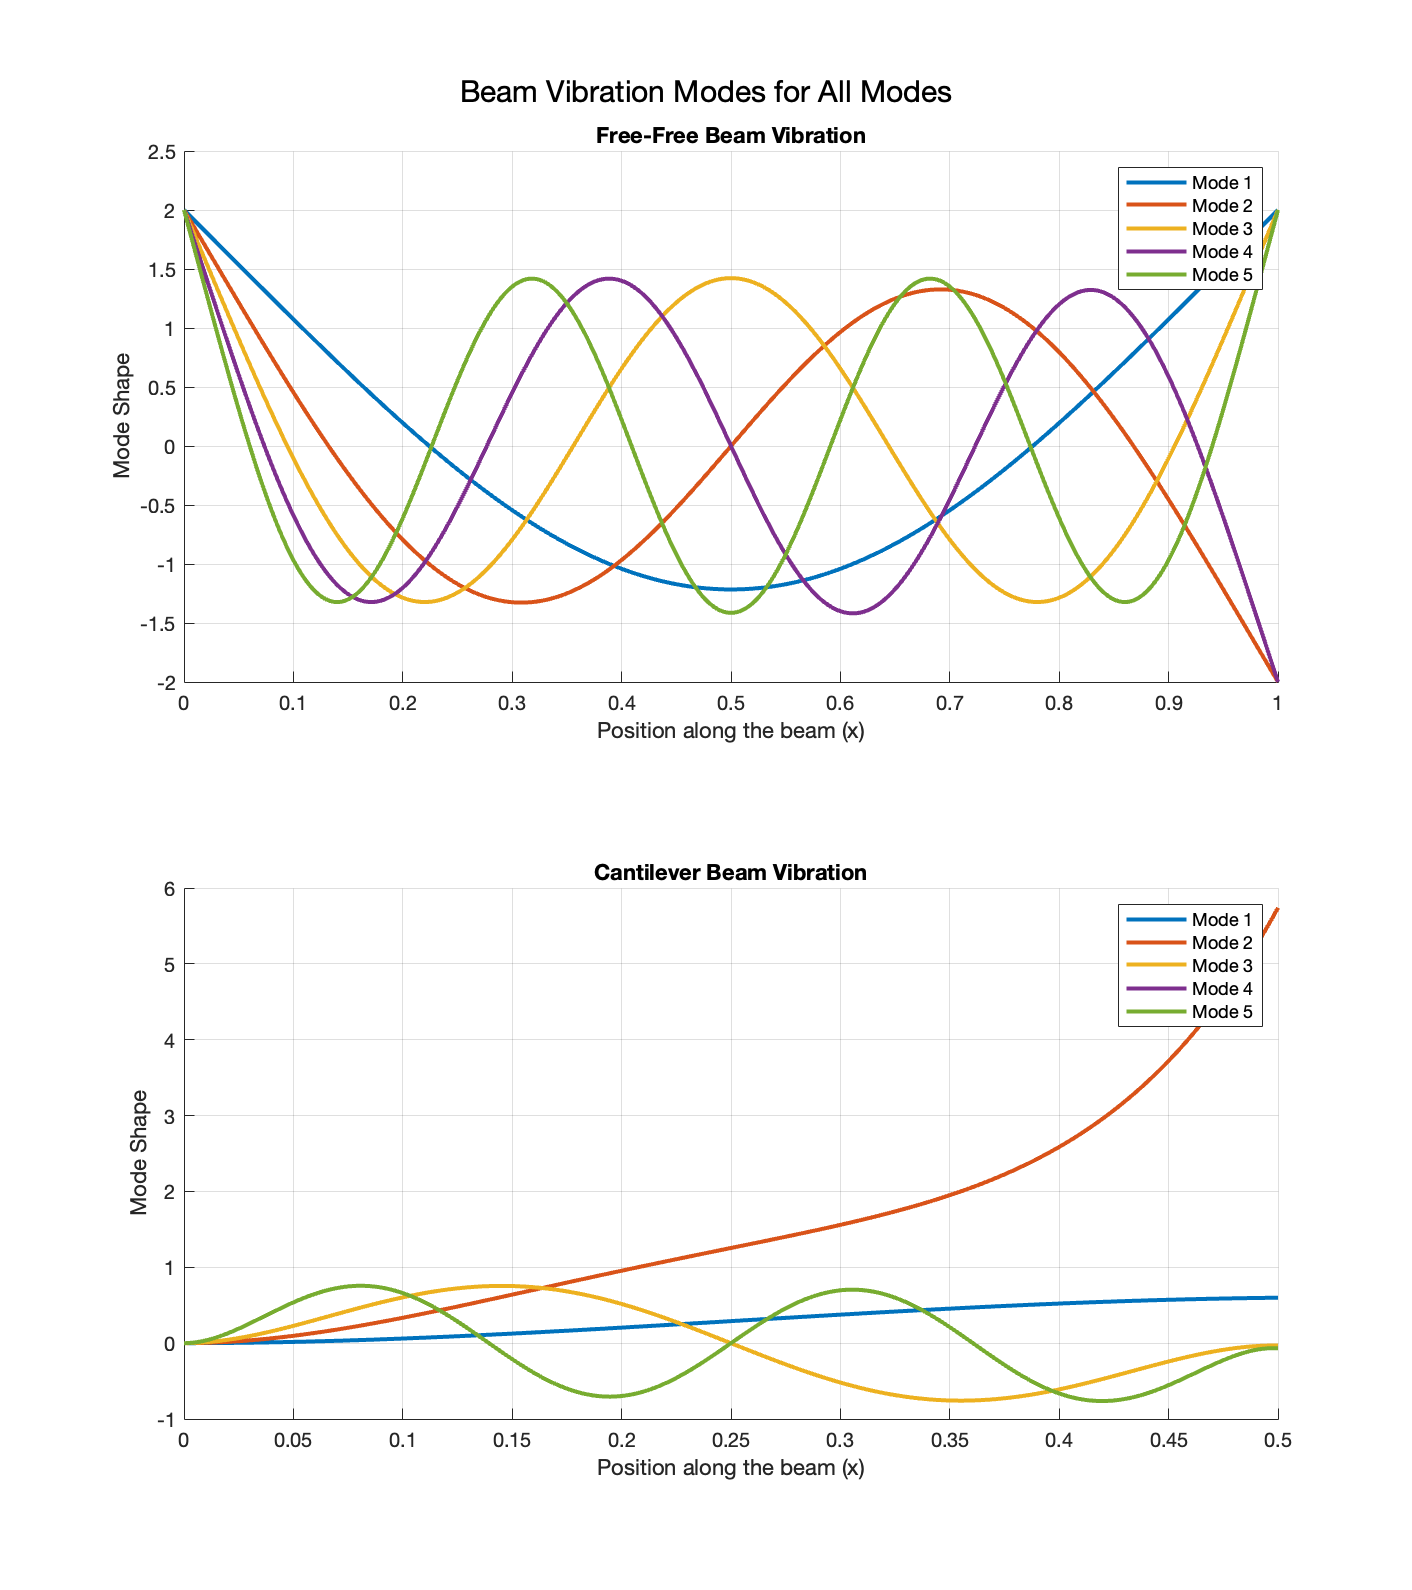 Beam Vibration Modes for All Modes
Free-Free Beam Vibration
2.5
2
1.5
1
0.5
0
-0.5
-1
-1.5
-2
Mode Shape
Mode 1
Mode 2
Mode 3
Mode 4
Mode 5
0 0.1 0.2 0.3 0.4 0.5 0.6 0.7 0.8 0.9 1
Position along the beam (x)
Cantilever Beam Vibration
6
5
4
3
2
1
0
-1
Mode Shape
Mode 1
Mode 2
Mode 3
Mode 4
Mode 5
0 0.05 0.1 0.15 0.2 0.25 0.3 0.35 0.4 0.45 0.5
Position along the beam (x)